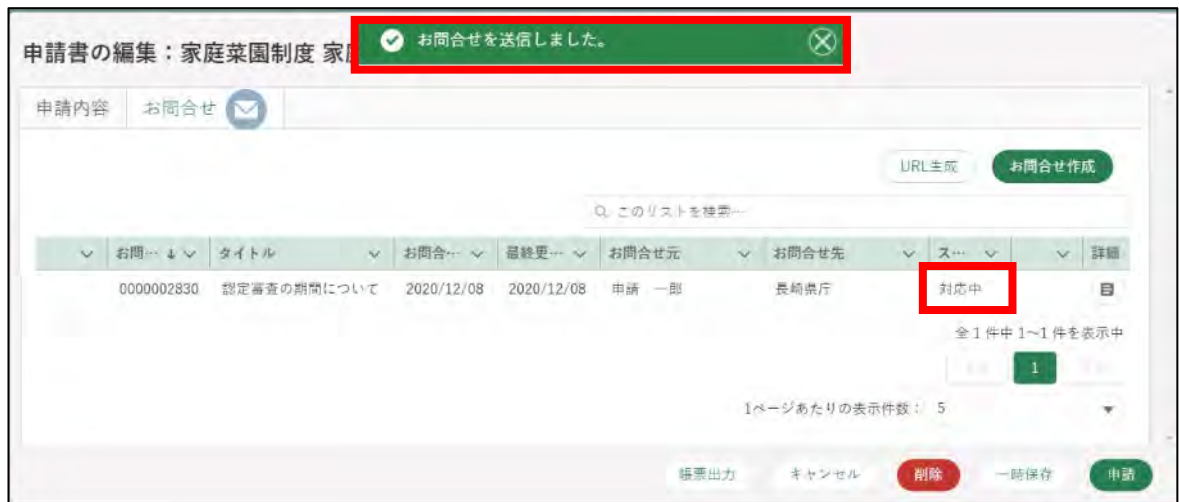 お問合せを送信しました。
申請書の編集：家庭菜園制度 家庭
申請内容 お問合せ
URL生成 お問合せ作成
このリストを検索…
お問… ↓ タイトル お問合… 最終更… お問合せ元 お問合せ先 ス… 詳細
0000002830 認定審査の期間について 2020/12/08 2020/12/08 申請 一郎 長崎県庁 対応中
全 1 件中 1~1 件を表示中
1
1ページあたりの表示件数： 5
帳票出力 キャンセル 削除 一時保存 申請